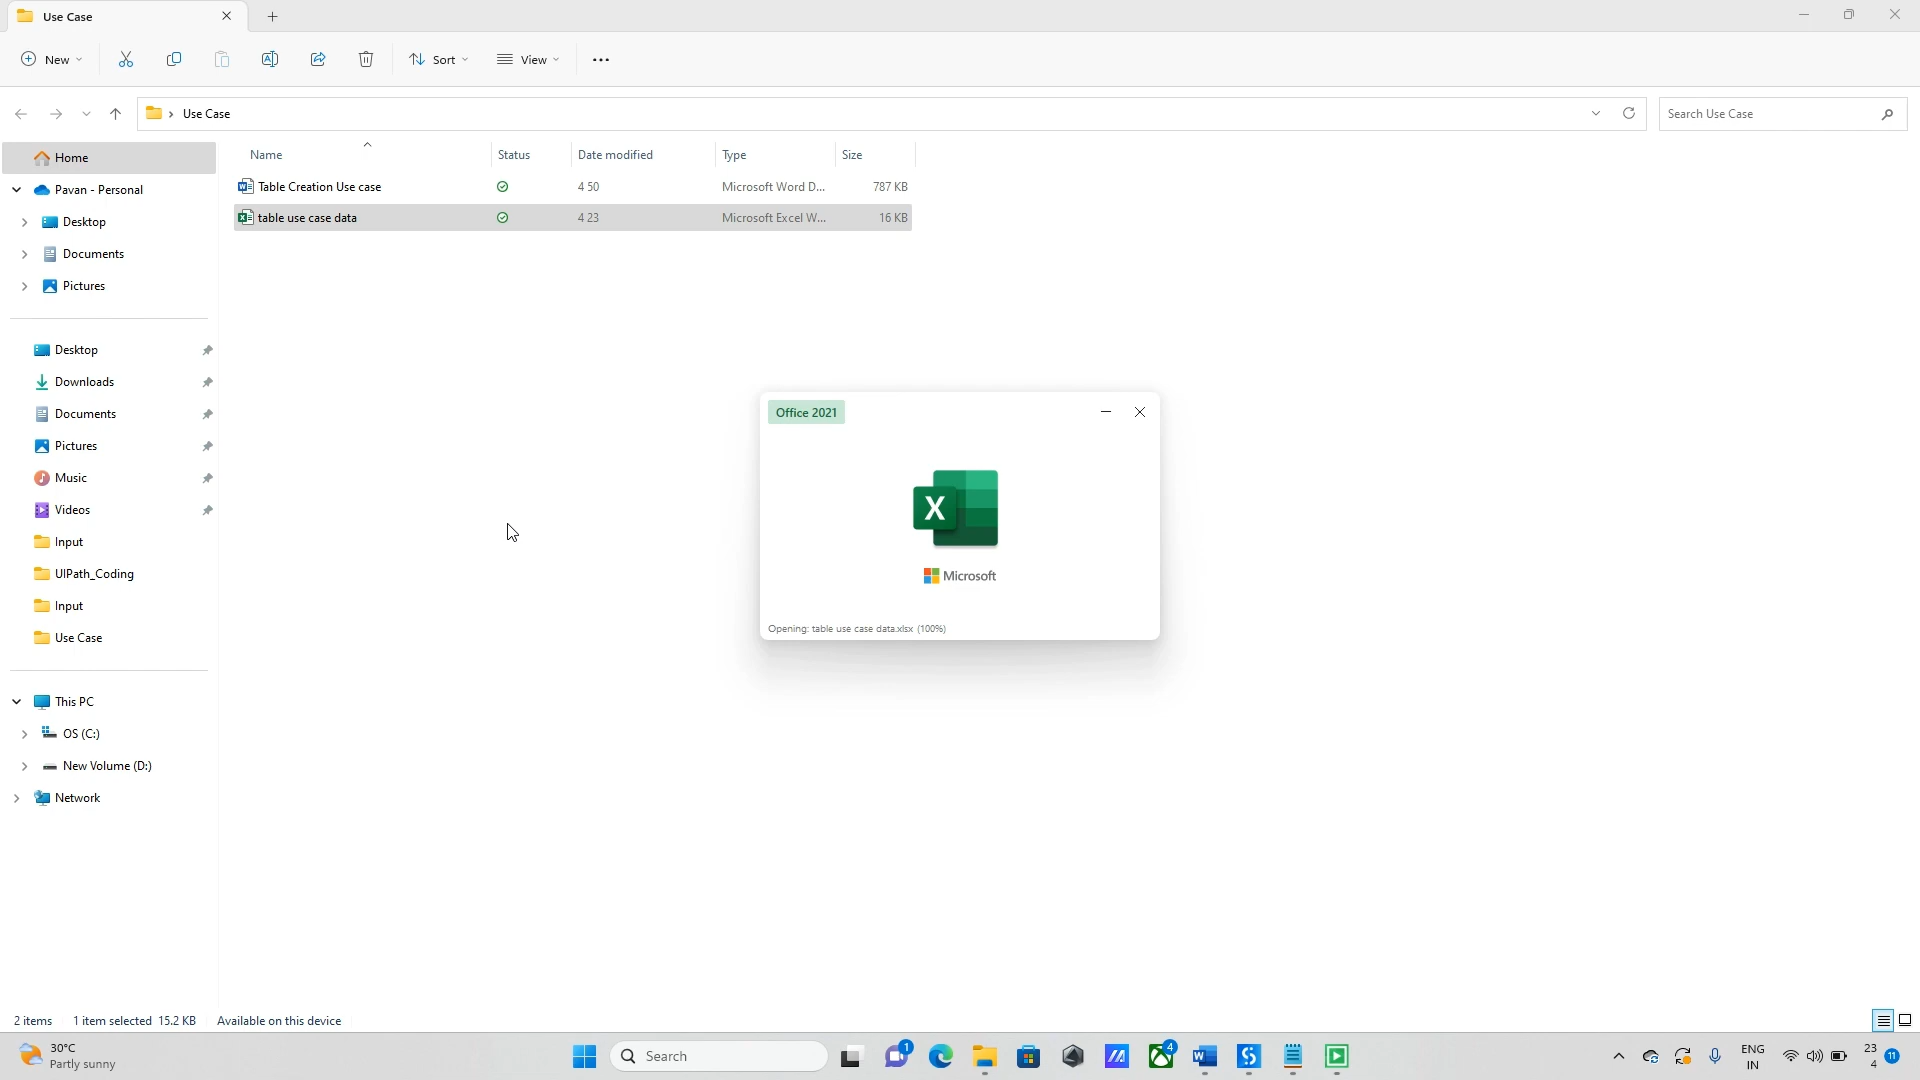 Use Case
New
Sort
View
Use Case
Search Use Case
Home
Pavan - Personal
Desktop
Documents
Pictures
Desktop
Downloads
Documents
Pictures
Music
Videos
Input
UIPath_Coding
Input
Use Case
This PC
OS (C:)
New Volume (D:)
Network
Name Status Date modified Type Size
Table Creation Use case 4 50 Microsoft Word D... 787 KB
table use case data 4 23 Microsoft Excel W... 16 KB
Office 2021
X
Microsoft
Opening: table use case data.xlsx (100%)
2 items 1 item selected 15.2 KB Available on this device
30°C
Partly sunny
Search
1
4
ENG
IN
23
4
11